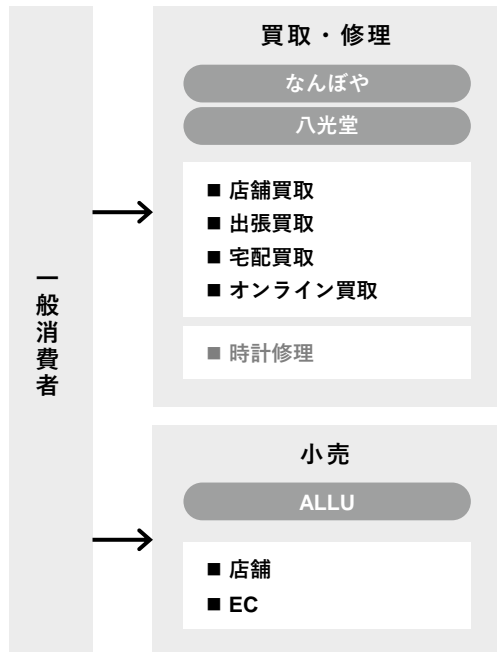 一般消費者
買取・修理
なんぼや
八光堂
■ 店舗買取
■ 出張買取
■ 宅配買取
■ オンライン買取
■ 時計修理
小売
ALLU
■ 店舗
■ EC